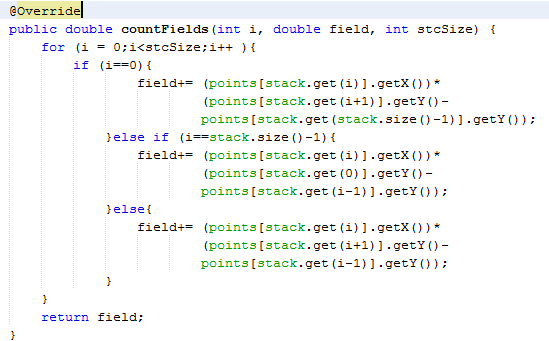 @Override
public double countFields(int i, double field, int stcSize) {
    for (i = 0;i<stcSize;i++ ){
        if (i==0){
                field+= (points[stack.get(i)].getX())*
                        (points[stack.get(i+1)].getY()-
                        points[stack.get(stack.size()-1)].getY());
            }else if (i==stack.size()-1){
                field+= (points[stack.get(i)].getX())*
                        (points[stack.get(0)].getY()-
                        points[stack.get(i-1)].getY());
            }else{
                field+= (points[stack.get(i)].getX())*
                        (points[stack.get(i+1)].getY()-
                        points[stack.get(i-1)].getY());
            }
    }
    return field;
}